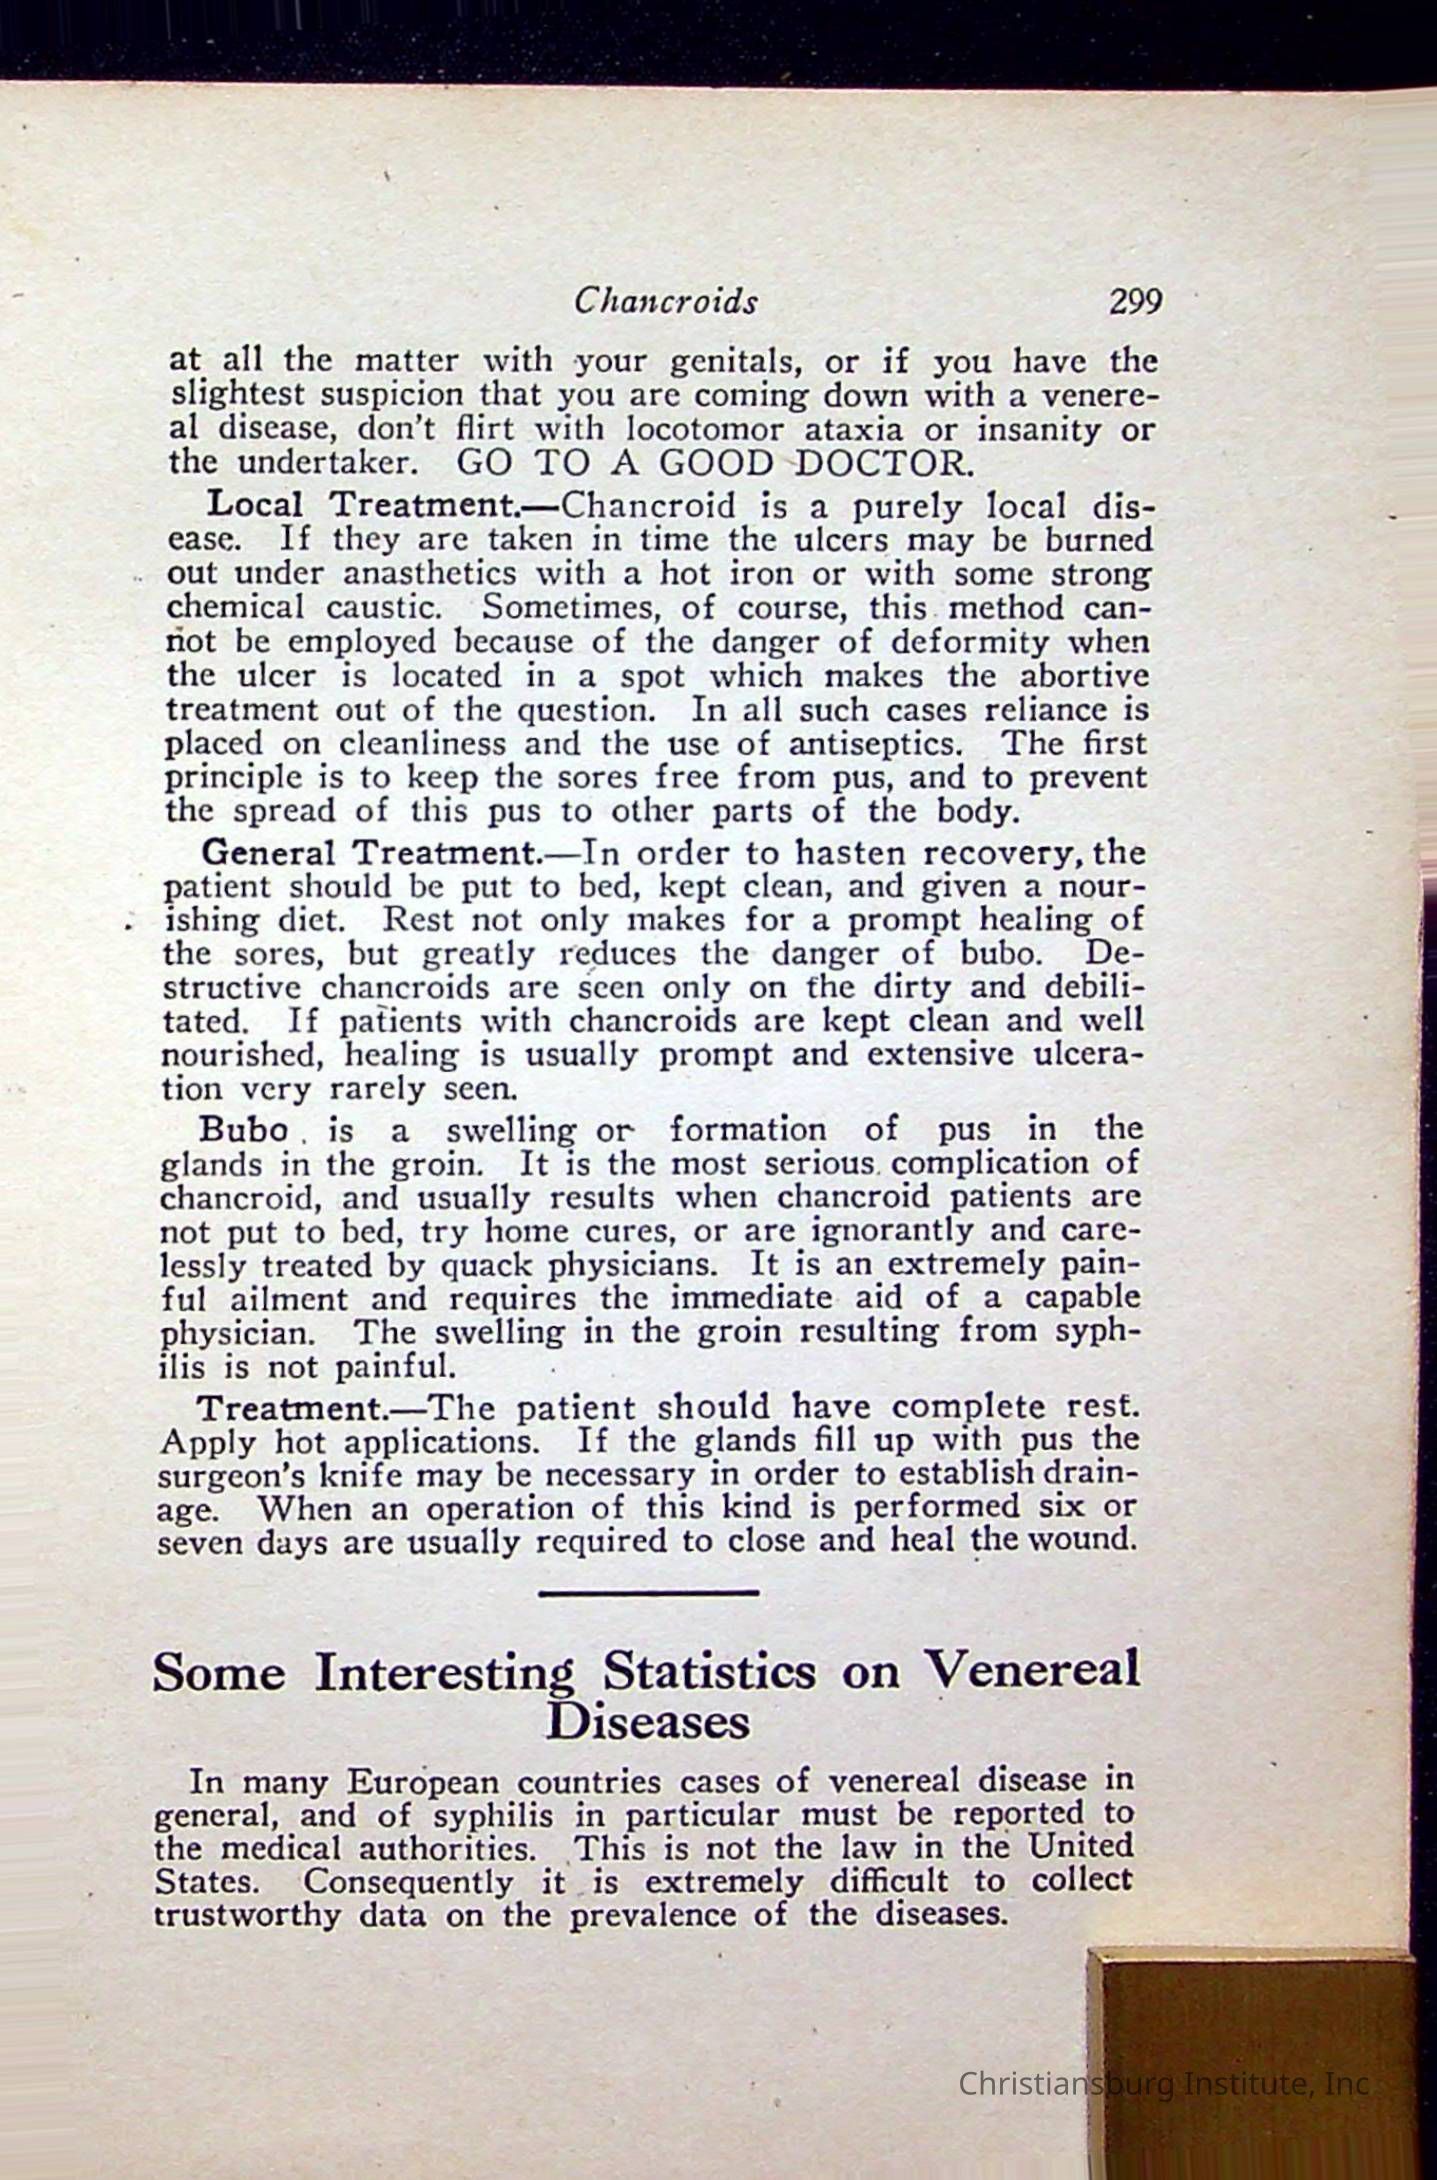 Chancroids 299
at all the matter with your genitals, or if you have the
slightest suspicion that you are coming down with a venere-
al disease, don't flirt with locotomor ataxia or insanity or
the undertaker. GO TO A GOOD DOCTOR.
Local Treatment.—Chancroid is a purely local dis-
ease. If they are taken in time the ulcers may be burned
out under anasthetics with a hot iron or with some strong
chemical caustic. Sometimes, of course, this method can-
not be employed because of the danger of deformity when
the ulcer is located in a spot which makes the abortive
treatment out of the question. In all such cases reliance is
placed on cleanliness and the use of antiseptics. The first
principle is to keep the sores free from pus, and to prevent
the spread of this pus to other parts of the body.
General Treatment.—In order to hasten recovery, the
patient should be put to bed, kept clean, and given a nour-
ishing diet. Rest not only makes for a prompt healing of
the sores, but greatly reduces the danger of bubo. De-
structive chancroids are seen only on the dirty and debili-
tated. If patients with chancroids are kept clean and well
nourished, healing is usually prompt and extensive ulcera-
tion very rarely seen.
Bubo is a swelling or formation of pus in the
glands in the groin. It is the most serious complication of
chancroid, and usually results when chancroid patients are
not put to bed, try home cures, or are ignorantly and care-
lessly treated by quack physicians. It is an extremely pain-
ful ailment and requires the immediate aid of a capable
physician. The swelling in the groin resulting from syph-
ilis is not painful.
Treatment.—The patient should have complete rest.
Apply hot applications. If the glands fill up with pus the
surgeon's knife may be necessary in order to establish drain-
age. When an operation of this kind is performed six or
seven days are usually required to close and heal the wound.
Some Interesting Statistics on Venereal
Diseases
In many European countries cases of venereal disease in
general, and of syphilis in particular must be reported to
the medical authorities. This is not the law in the United
States. Consequently it is extremely difficult to collect
trustworthy data on the prevalence of the diseases.
Christiansburg Institute, Inc